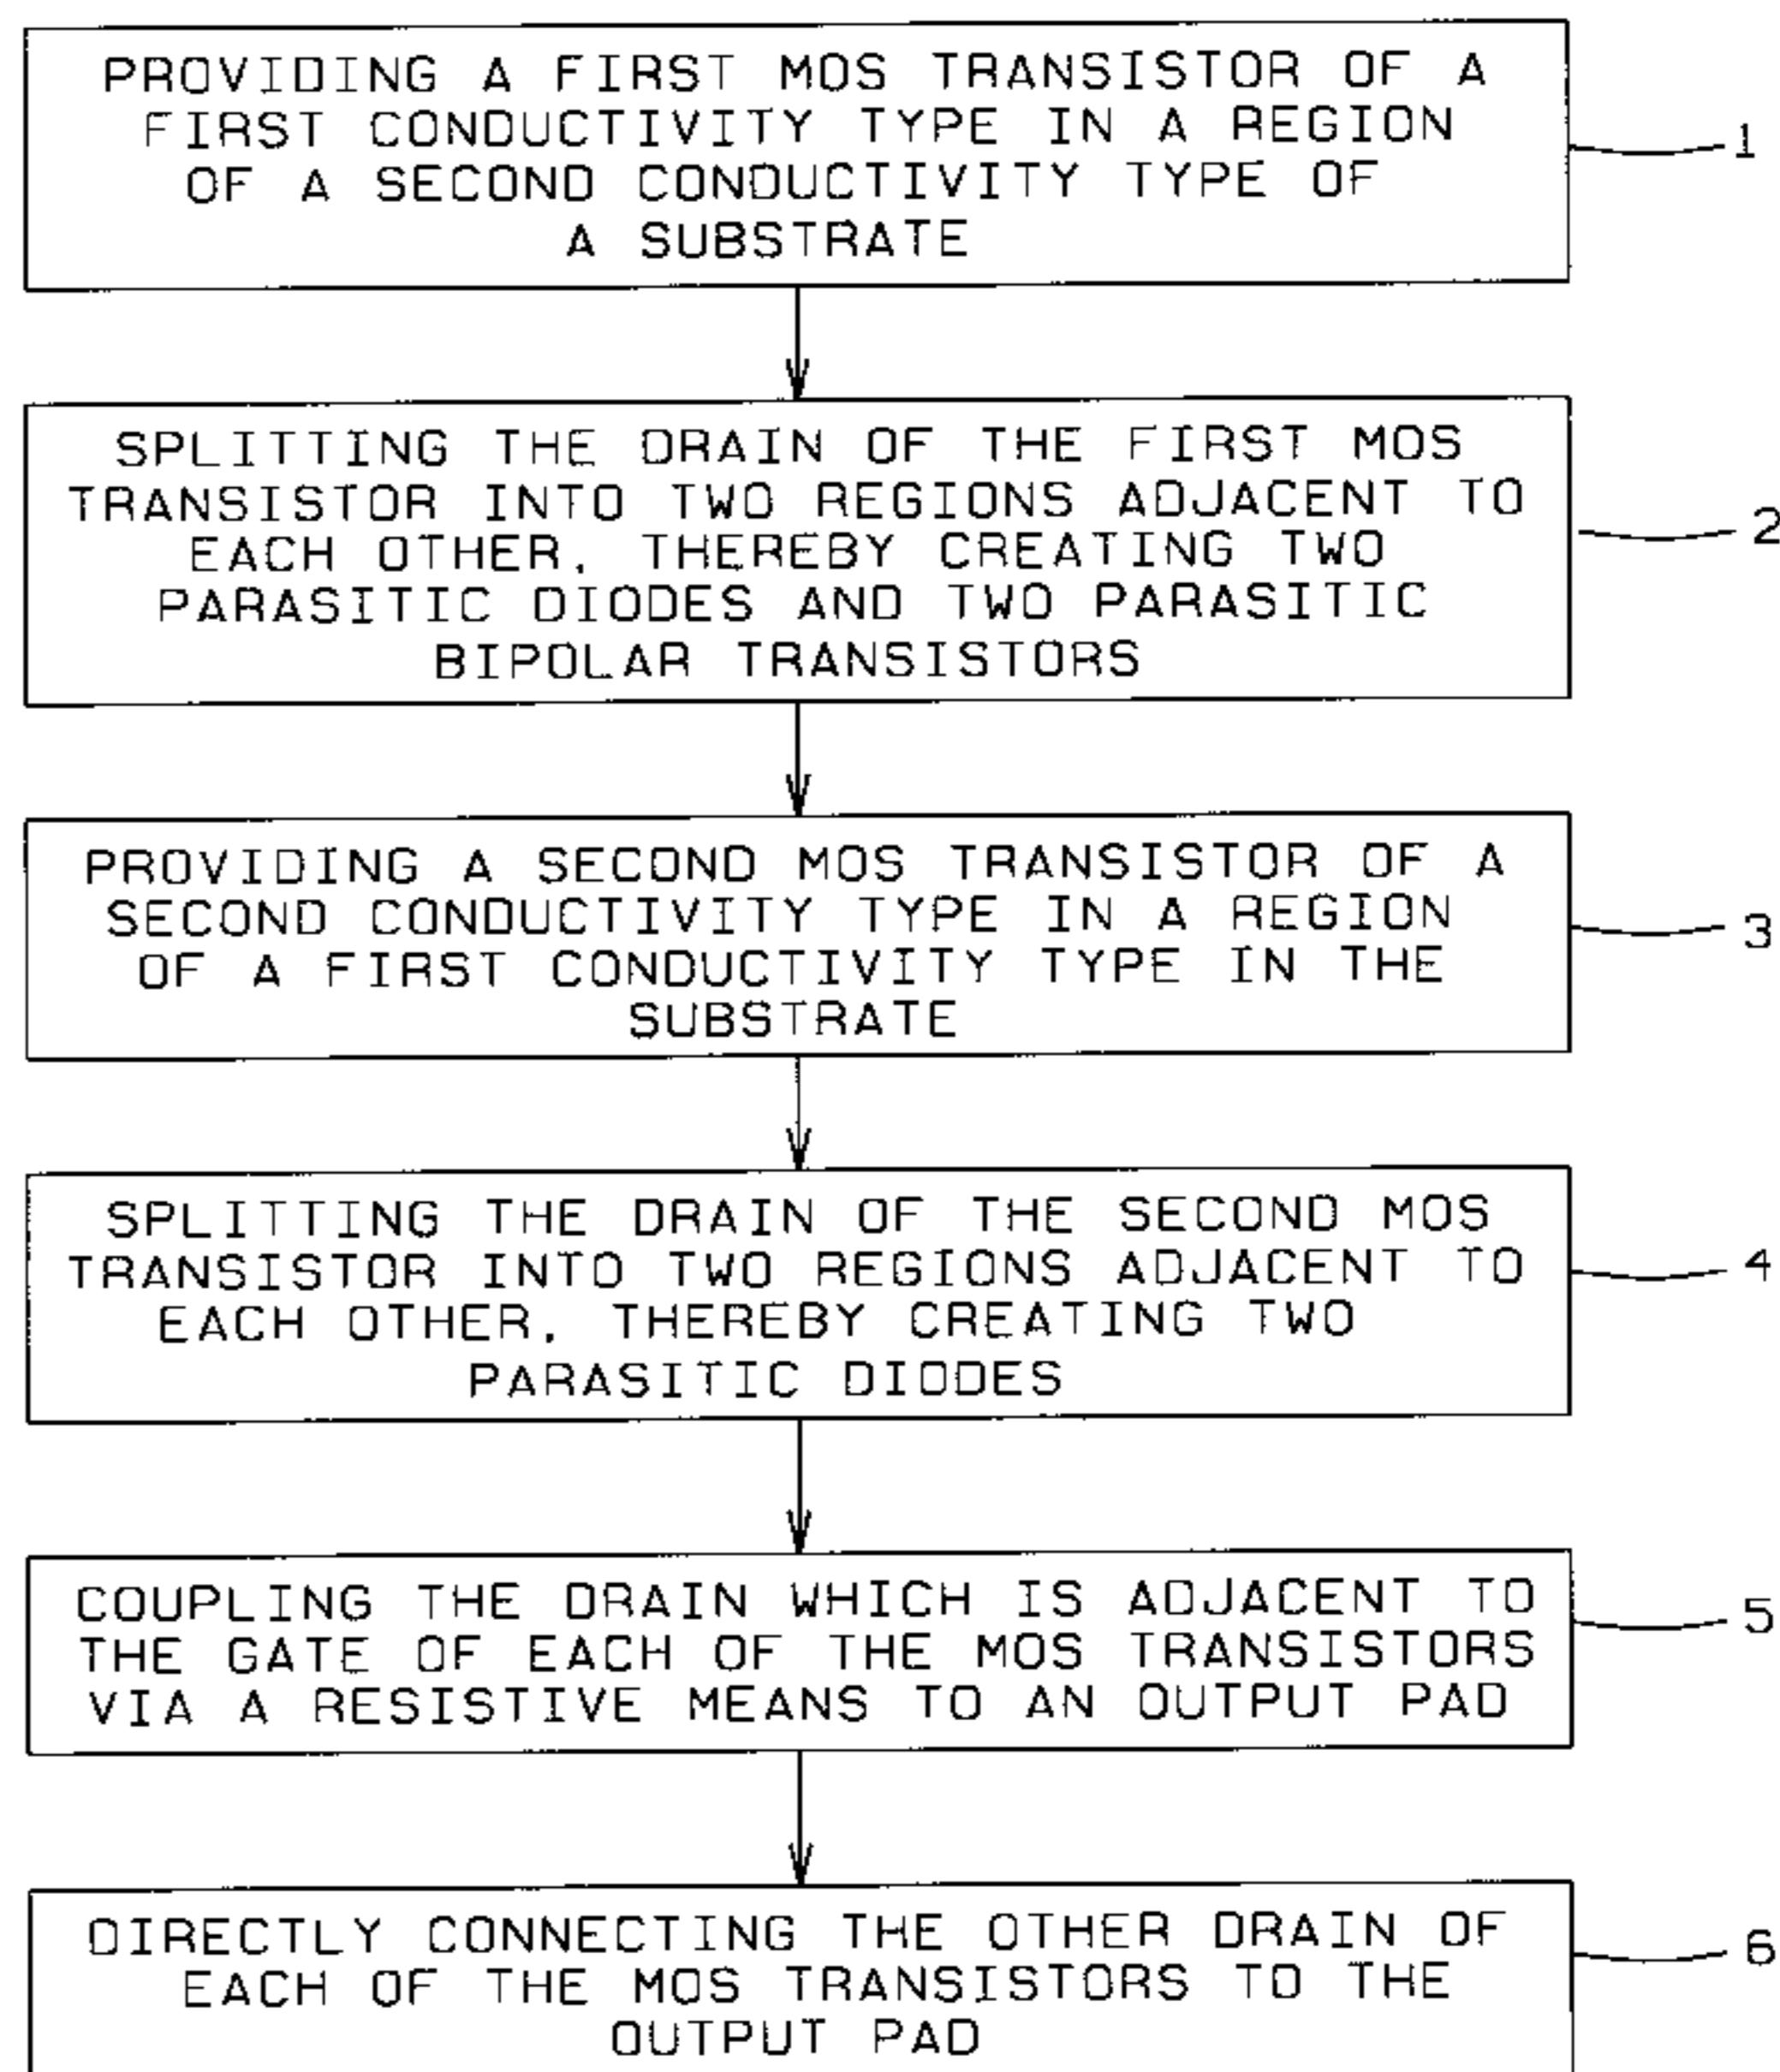 PROVIDING A FIRST MOS TRANSISTOR OF A
FIRST CONDUCTIVITY TYPE IN A REGION
OF A SECOND CONDUCTIVITY TYPE OF
A SUBSTRATE
1
SPLITTING THE DRAIN OF THE FIRST MOS
TRANSISTOR INTO TWO REGIONS ADJACENT TO
EACH OTHER, THEREBY CREATING TWO
PARASITIC DIODES AND TWO PARASITIC
BIPOLAR TRANSISTORS
2
PROVIDING A SECOND MOS TRANSISTOR OF A
SECOND CONDUCTIVITY TYPE IN A REGION
OF A FIRST CONDUCTIVITY TYPE IN THE
SUBSTRATE
3
SPLITTING THE DRAIN OF THE SECOND MOS
TRANSISTOR INTO TWO REGIONS ADJACENT TO
EACH OTHER, THEREBY CREATING TWO
PARASITIC DIODES
4
COUPLING THE DRAIN WHICH IS ADJACENT TO
THE GATE OF EACH OF THE MOS TRANSISTORS
VIA A RESISTIVE MEANS TO AN OUTPUT PAD
5
DIRECTLY CONNECTING THE OTHER DRAIN OF
EACH OF THE MOS TRANSISTORS TO THE
OUTPUT PAD
6